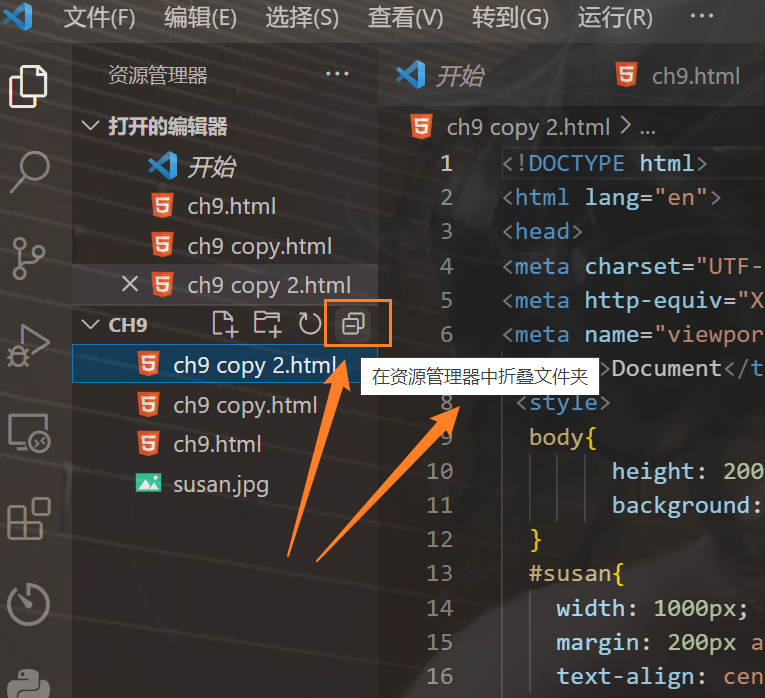 文件(F) 编辑(E) 选择(S) 查看(V) 转到(G) 运行(R) ···
资源管理器 ···
打开的编辑器
开始
ch9.html
ch9 copy.html
ch9 copy 2.html
CH9
ch9 copy 2.html
ch9 copy.html
ch9.html
susan.jpg
在资源管理器中折叠文件夹
开始 ch9.html
ch9 copy 2.html > ...
1 <!DOCTYPE html>
2 <html lang="en">
3 <head>
4 <meta charset="UTF-
5 <meta http-equiv="X
6 <meta name="viewpor
>Document</t
8 <style>
9 body{
10 height: 200
11 background:
12 }
13 #susan{
14 width: 1000px;
15 margin: 200px a
16 text-align: cen